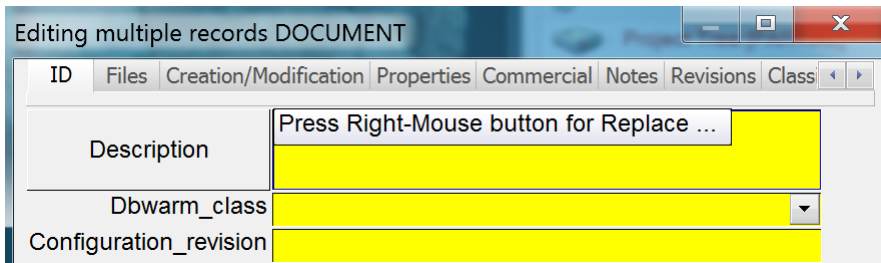 Editing multiple records DOCUMENT
ID Files Creation/Modification Properties Commercial Notes Revisions Classi
Press Right-Mouse button for Replace ...
Description
Dbwarm_class
Configuration_revision